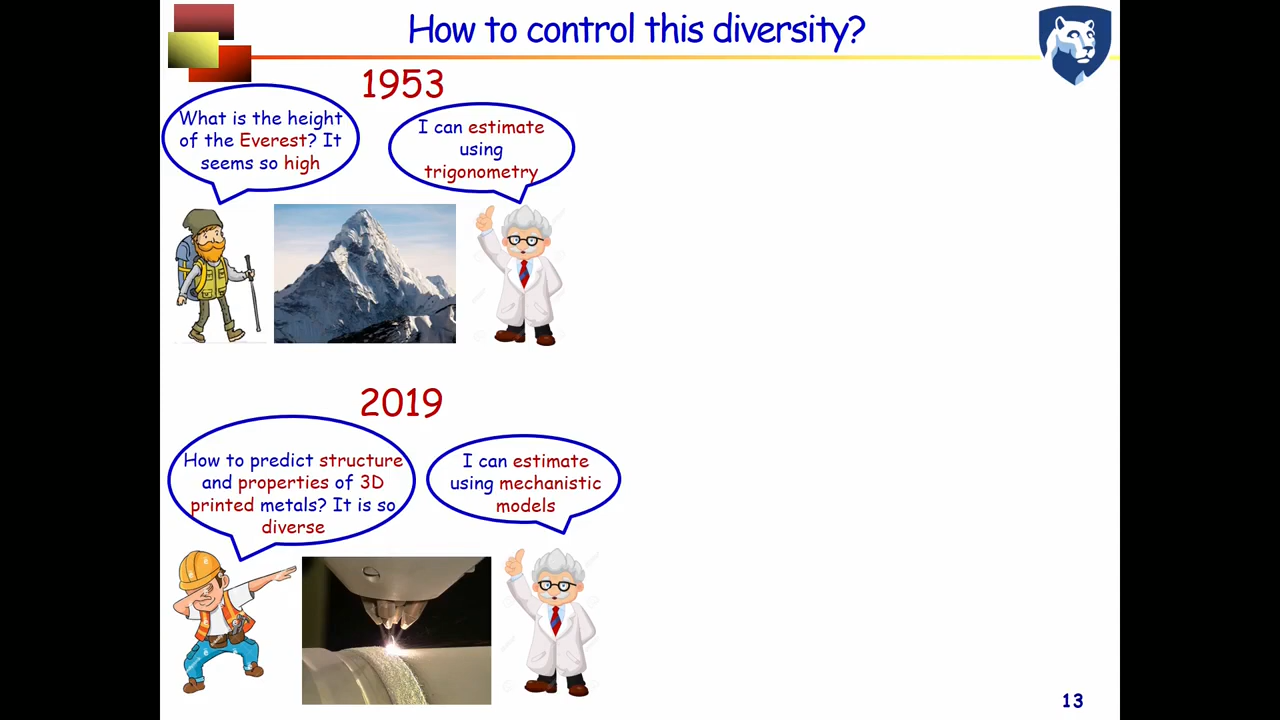 How to control this diversity?
1953
What is the height
of the Everest? It
seems so high
I can estimate
using
trigonometry
2019
How to predict structure
and properties of 3D
printed metals? It is so
diverse
I can estimate
using mechanistic
models
13